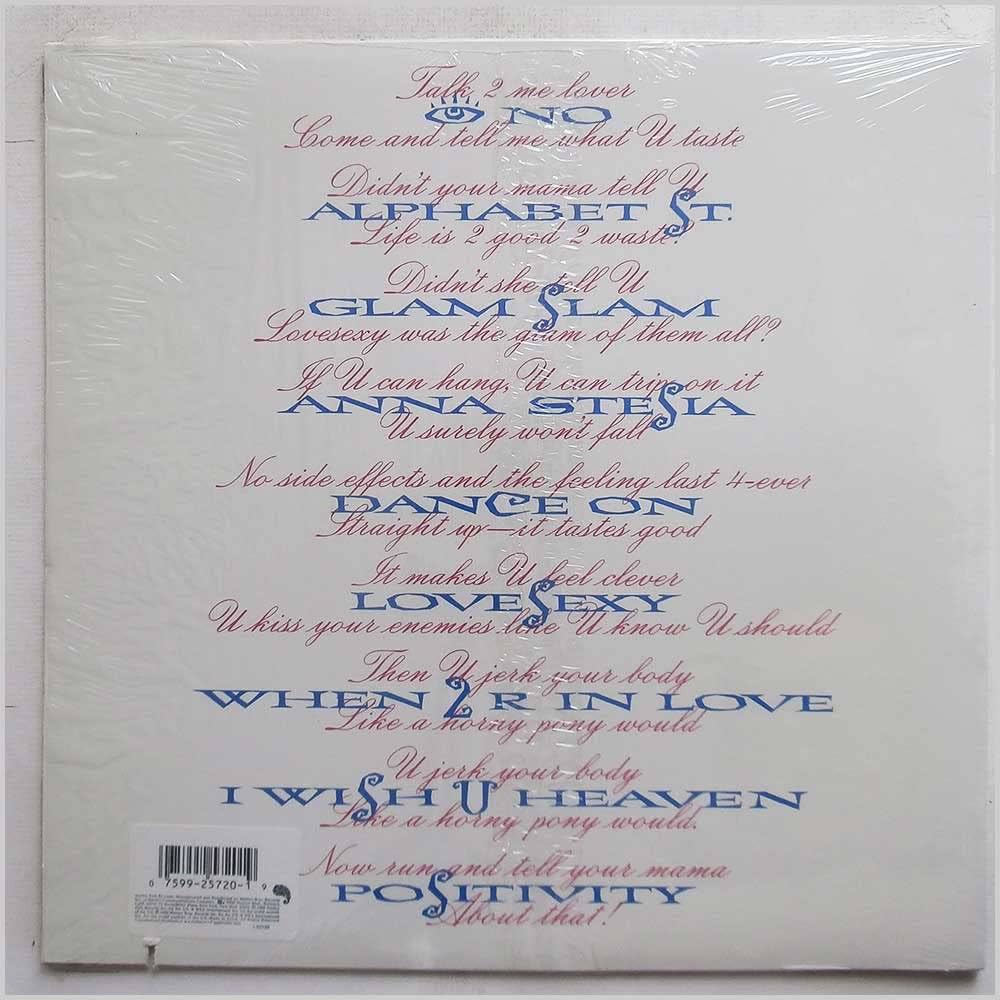 Talk 2 me lover
NO
Come and tell me what U taste
Didn't your mama tell U
ALPHABET ST.
Life is 2 good 2 waste?
Didn't she tell U
GLAM SLAM
Lovesexy was the glam of them all?
If U can hang, U can trip on it
ANNA STESIA
U surely won't fall
No side effects and the feeling last 4-ever
DANCE ON
Straight up—it tastes good
It makes U feel clever
LOVESEXY
U kiss your enemies like U know U should
Then U jerk your body
WHEN 2 R IN LOVE
Like a horny pony would
U jerk your body
I WISH U HEAVEN
Like a horny pony would.
Now run and tell your mama
POSITIVITY
About that!
0 7599-25720-1 9